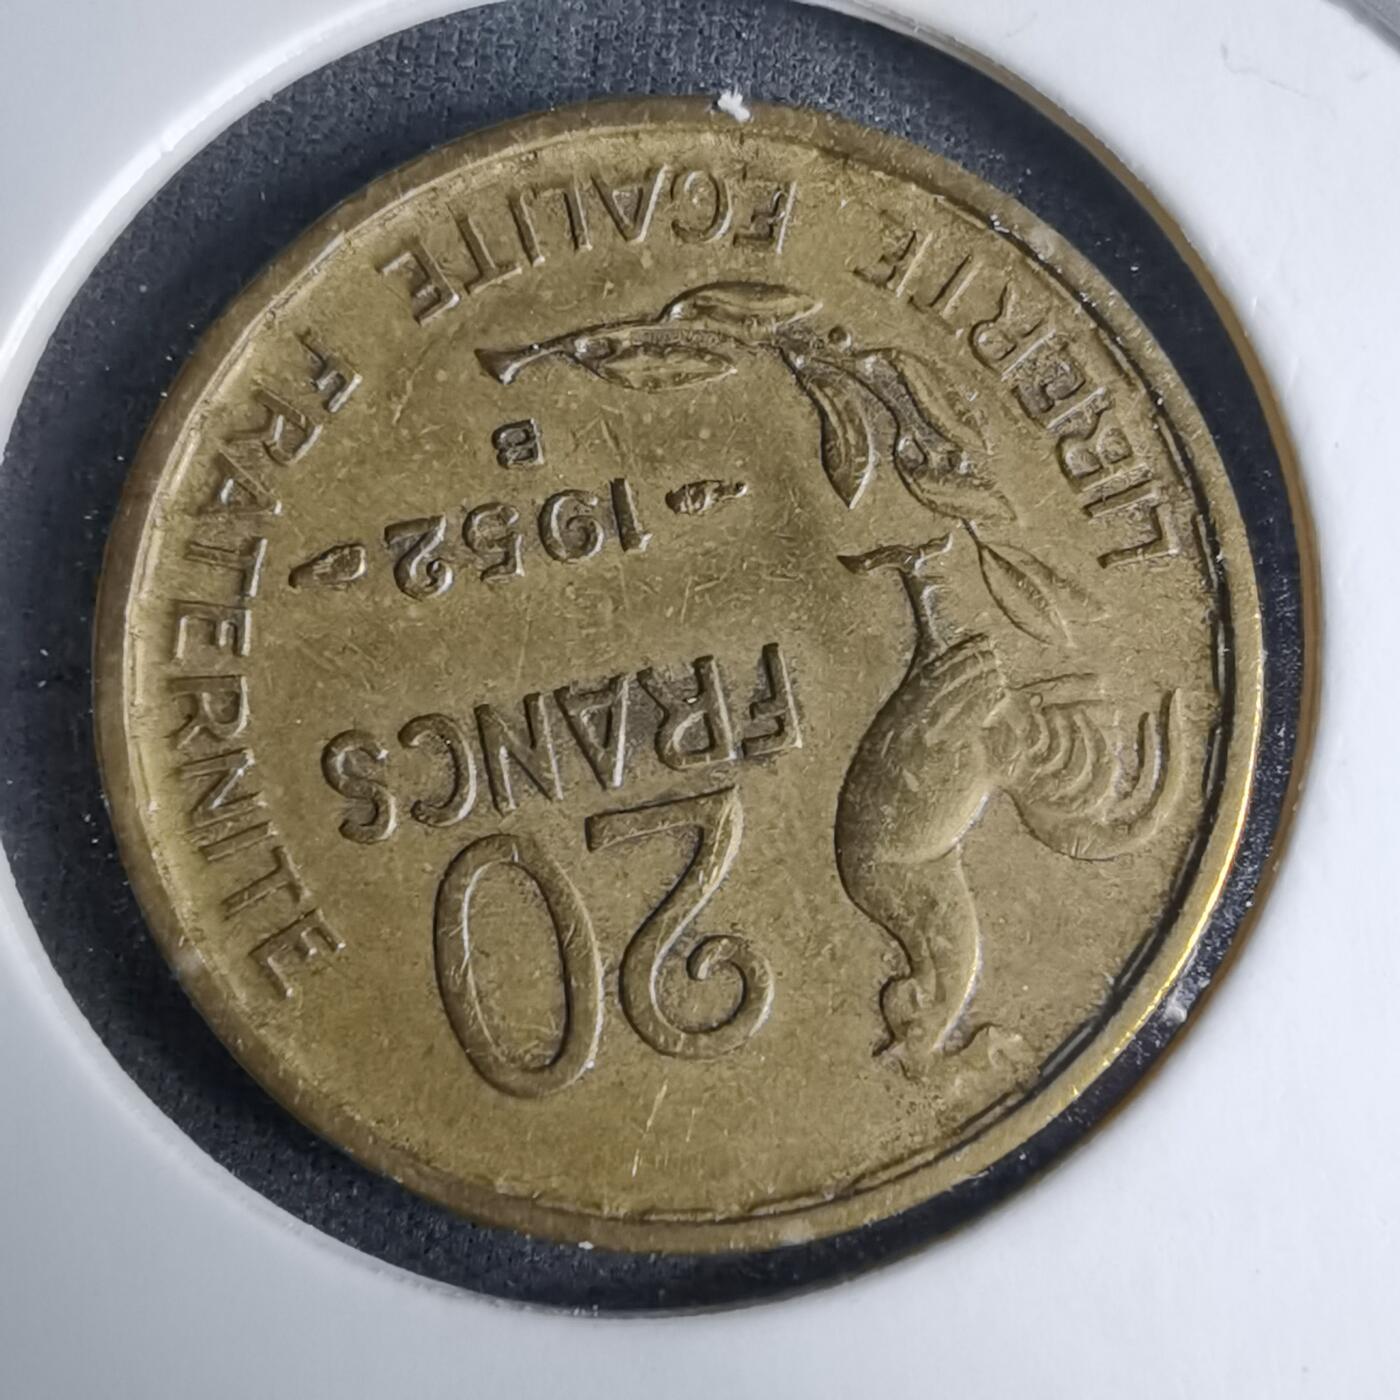 LIBERTE EGALITE FRATERNITE
20
FRANCS
1952
B